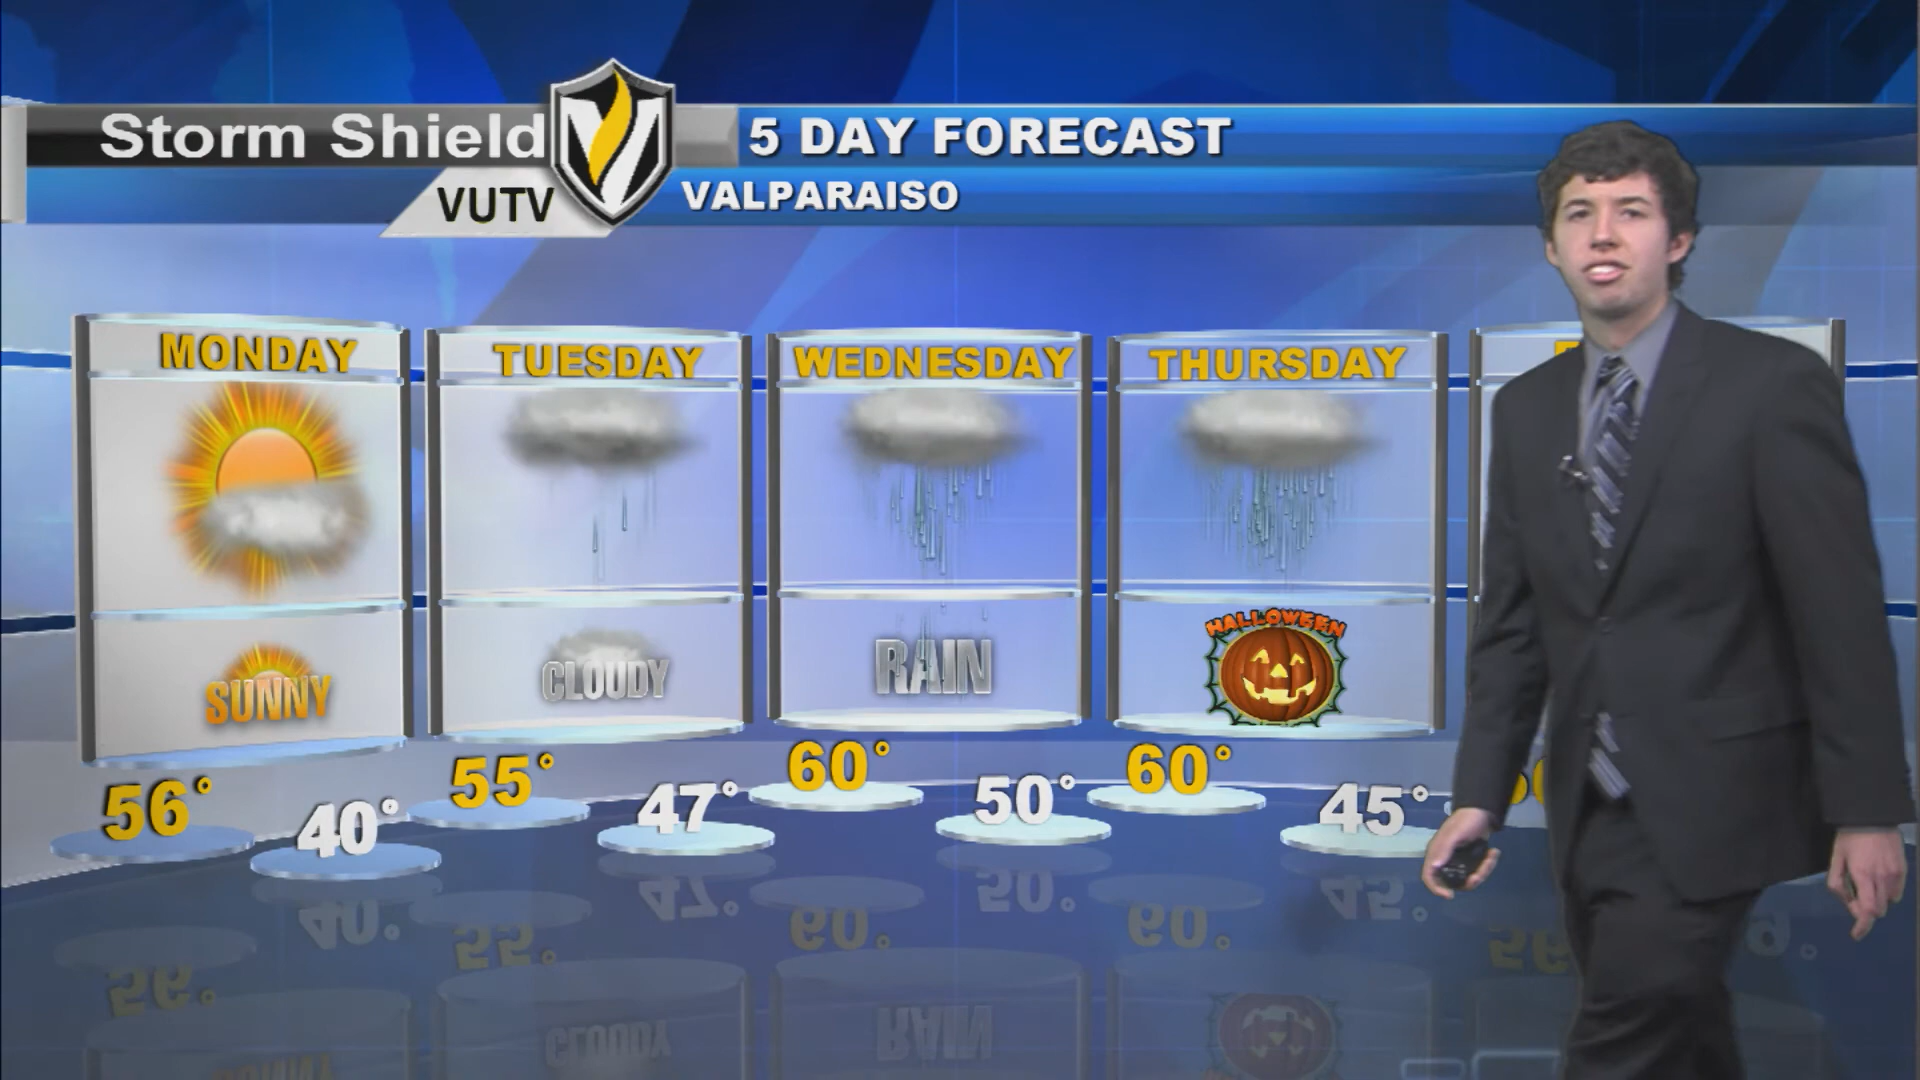 Storm Shield
VUTV
5 DAY FORECAST
VALPARAISO
MONDAY
TUESDAY
WEDNESDAY
THURSDAY
SUNNY
CLOUDY
RAIN
HALLOWEEN
56° 40° 55° 47° 60° 50° 60° 45°